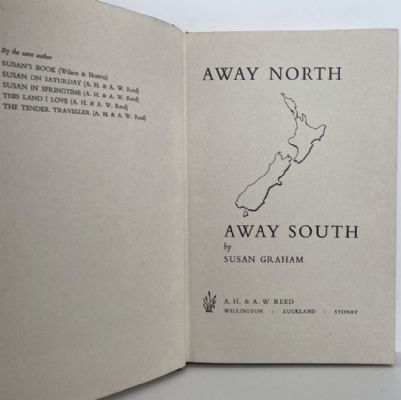 By the same author
SUSAN'S BOOK (Wilson & Horton)
SUSAN ON SATURDAY (A. H. & A. W. Reed)
SUSAN IN SPRINGTIME (A. H. & A. W. Reed)
THIS LAND I LOVE (A. H. & A. W. Reed)
THE TENDER TRAVELLER (A. H. & A. W. Reed)
AWAY NORTH
AWAY SOUTH
by
SUSAN GRAHAM
A. H. & A. W. REED
WELLINGTON : AUCKLAND : SYDNEY